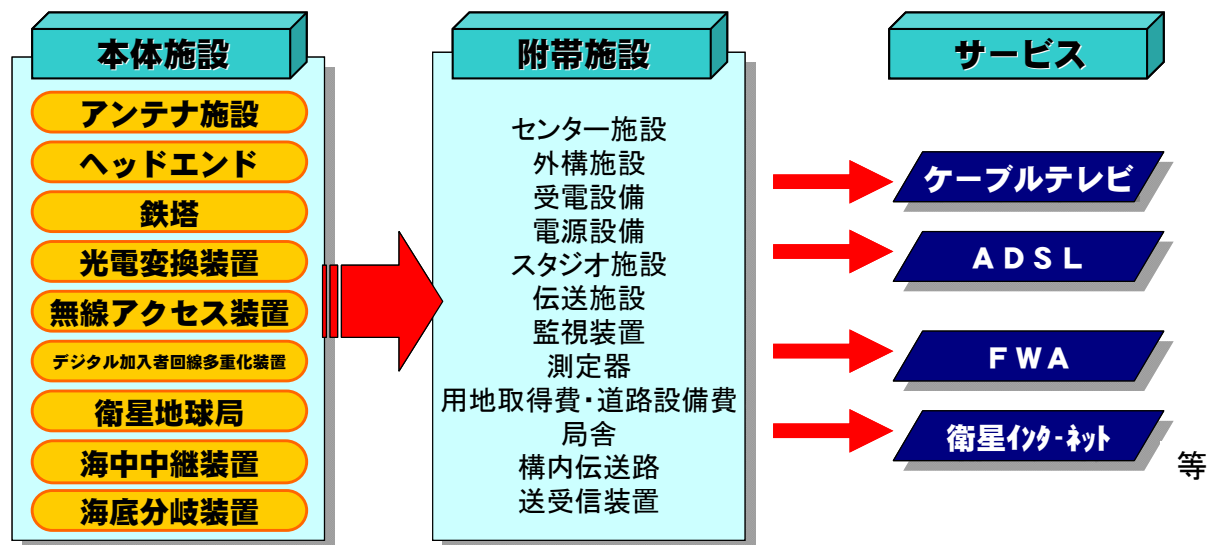 本体施設
アンテナ施設
ヘッドエンド
鉄塔
光電変換装置
無線アクセス装置
デジタル加入者回線多重化装置
衛星地球局
海中中継装置
海底分岐装置
附帯施設
センター施設
外構施設
受電設備
電源設備
スタジオ施設
伝送施設
監視装置
測定器
用地取得費・道路設備費
局舎
構内伝送路
送受信装置
サービス
ケーブルテレビ
ＡＤＳＬ
ＦＷＡ
衛星ｲﾝﾀｰﾈｯﾄ
等